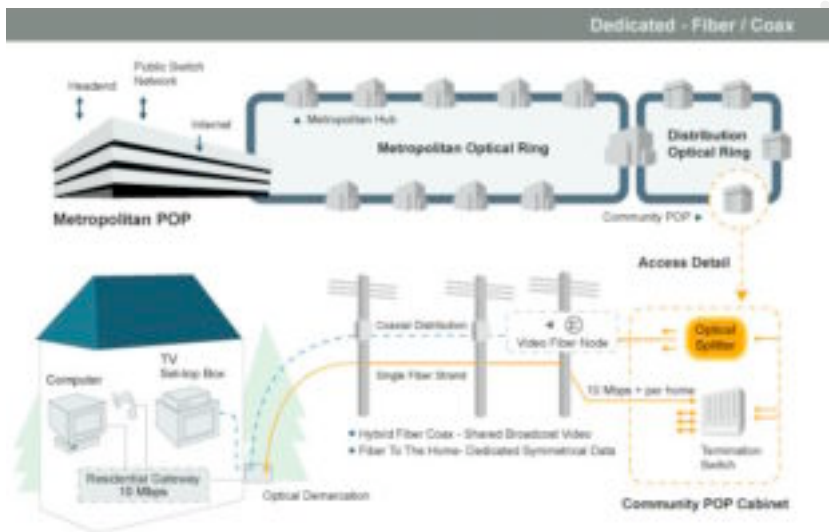 Dedicated - Fiber / Coax
Public Switch
Network
Headend
Internet
Metropolitan Hub
Metropolitan Optical Ring
Distribution
Optical Ring
Metropolitan POP
Community POP
Access Detail
Coaxial Distribution
Video Fiber Node
Optical
Splitter
TV
Set-top Box
Computer
Single Fiber Strand
10 Mbps + per home
Hybrid Fiber Coax - Shared Broadcast Video
Fiber To The Home- Dedicated Symmetrical Data
Termination
Switch
Residential Gateway
10 Mbps
Optical Demarcation
Community POP Cabinet